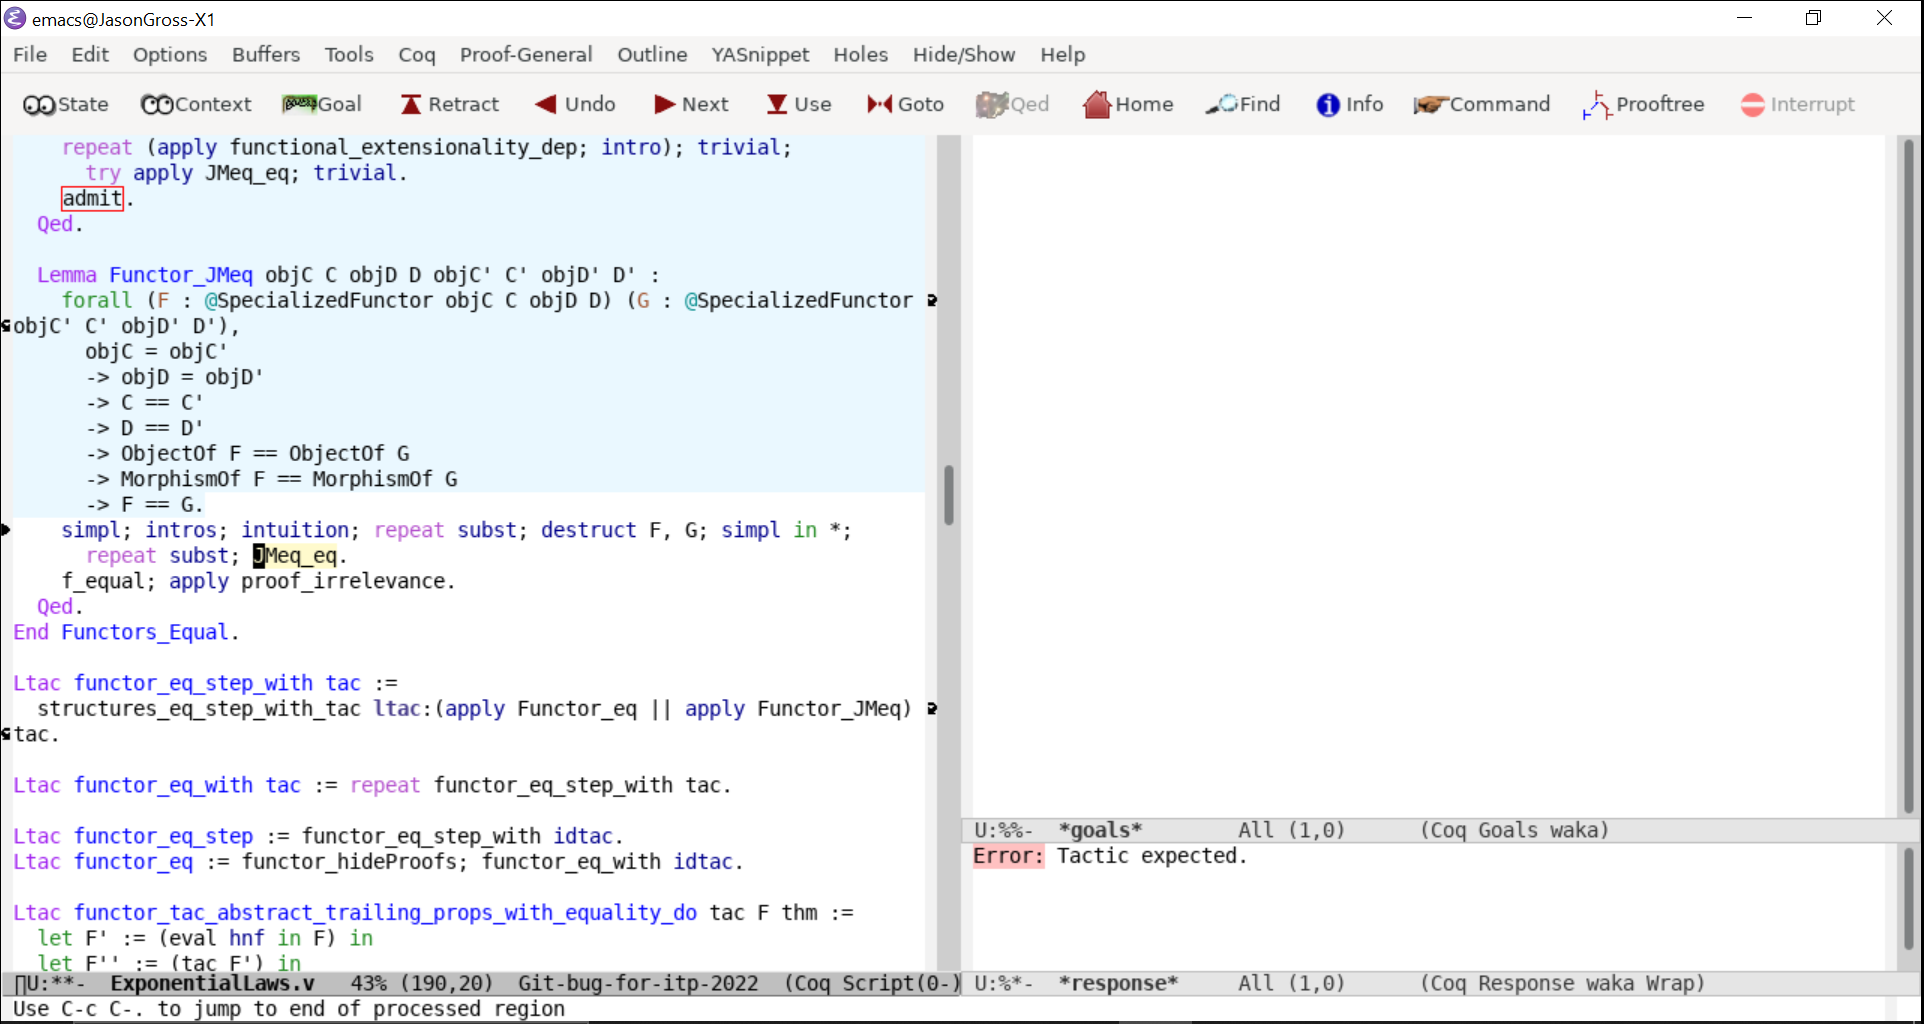 emacs@JasonGross-X1
File Edit Options Buffers Tools Coq Proof-General Outline YASnippet Holes Hide/Show Help
State Context Goal Retract Undo Next Use Goto Qed Home Find Info Command Prooftree Interrupt
repeat (apply functional_extensionality_dep; intro); trivial;
try apply JMeq_eq; trivial.
admit.
Qed.
Lemma Functor_JMeq objC C objD D objC' C' objD' D' :
forall (F : @SpecializedFunctor objC C objD D) (G : @SpecializedFunctor
objC' C' objD' D'),
objC = objC'
-> objD = objD'
-> C == C'
-> D == D'
-> ObjectOf F == ObjectOf G
-> MorphismOf F == MorphismOf G
-> F == G.
simpl; intros; intuition; repeat subst; destruct F, G; simpl in *;
repeat subst; JMeq_eq.
f_equal; apply proof_irrelevance.
Qed.
End Functors_Equal.
Ltac functor_eq_step_with tac :=
structures_eq_step_with_tac ltac:(apply Functor_eq || apply Functor_JMeq)
tac.
Ltac functor_eq_with tac := repeat functor_eq_step_with tac.
Ltac functor_eq_step := functor_eq_step_with idtac.
Ltac functor_eq := functor_hideProofs; functor_eq_with idtac.
Ltac functor_tac_abstract_trailing_props_with_equality_do tac F thm :=
let F' := (eval hnf in F) in
let F'' := (tac F') in
U:**- ExponentialLaws.v 43% (190,20) Git-bug-for-itp-2022 (Coq Script(0-)
U:%%- *goals* All (1,0) (Coq Goals waka)
Error: Tactic expected.
U:%*- *response* All (1,0) (Coq Response waka Wrap)
Use C-c C-. to jump to end of processed region